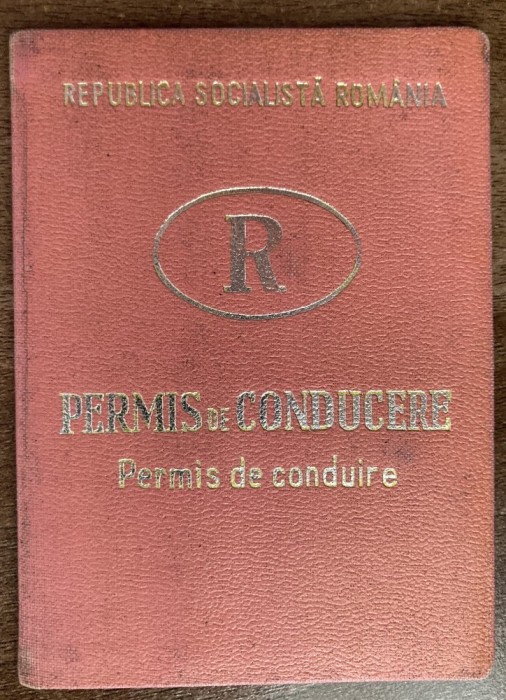 REPUBLICA SOCIALISTĂ ROMÂNIA
R
PERMIS DE CONDUCERE
Permis de conduire